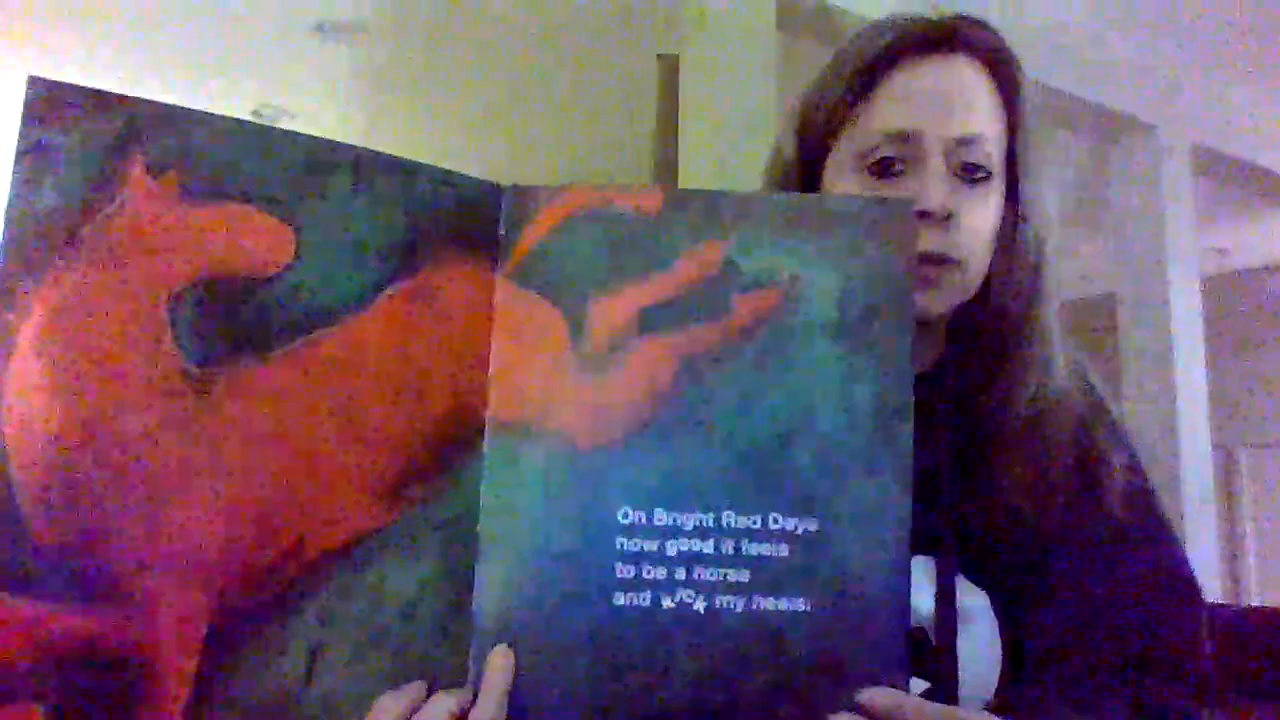 On Bright Red Days
how good it feels
to be a horse
and kick my heels!